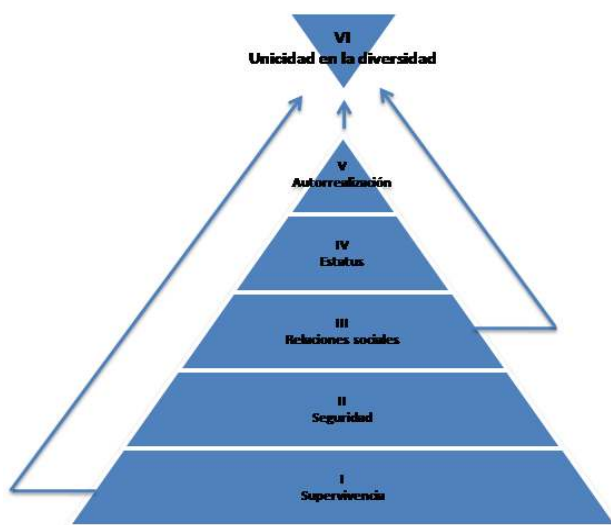 VI
Unicidad en la diversidad
V
Autorrealización
IV
Estatus
III
Relaciones sociales
II
Seguridad
I
Supervivencia